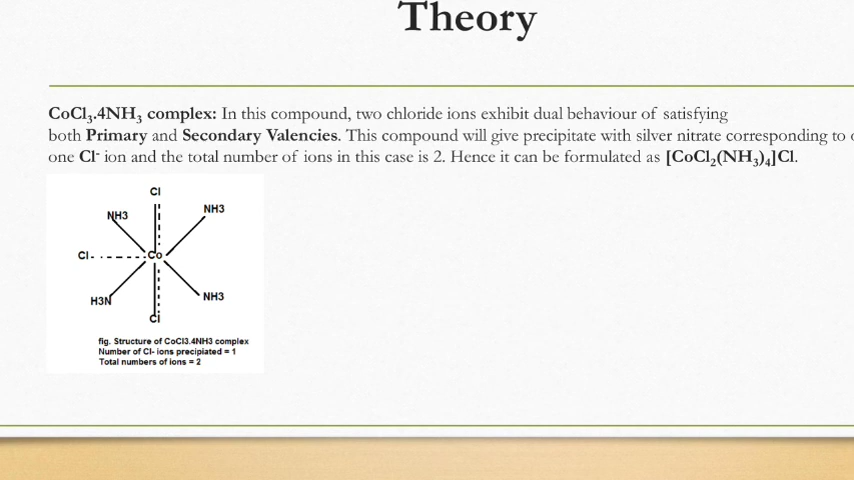 Theory
CoCl₃.4NH₃ complex: In this compound, two chloride ions exhibit dual behaviour of satisfying
both Primary and Secondary Valencies. This compound will give precipitate with silver nitrate corresponding to
one Cl⁻ ion and the total number of ions in this case is 2. Hence it can be formulated as [CoCl₂(NH₃)₄]Cl.
Cl
NH3 NH3
Cl Co
H3N NH3
Cl
fig. Structure of CoCl3.4NH3 complex
Number of Cl- ions precipiated = 1
Total numbers of ions = 2